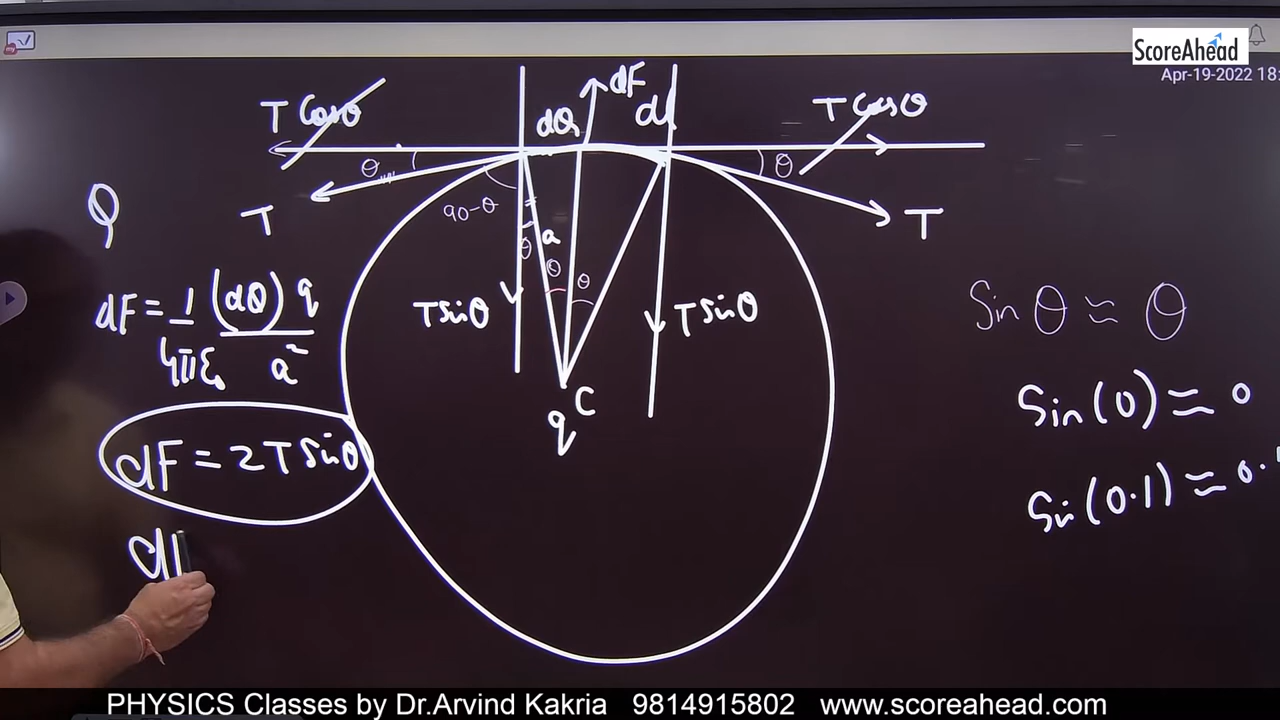 my
ScoreAhead
Apr-19-2022 18:
T Cosθ
dQ
dF
dl
T Cosθ
θ
θ
Q
T
90-θ
T
θ
a
θ
θ
dF = 1/4πε₀ (dQ) q/a²
Tsinθ
Tsinθ
Sin θ ≈ θ
q
C
Sin(0) ≈ 0
dF = 2T Sinθ
Sin(0.1) ≈ 0.
PHYSICS Classes by Dr.Arvind Kakria 9814915802 www.scoreahead.com